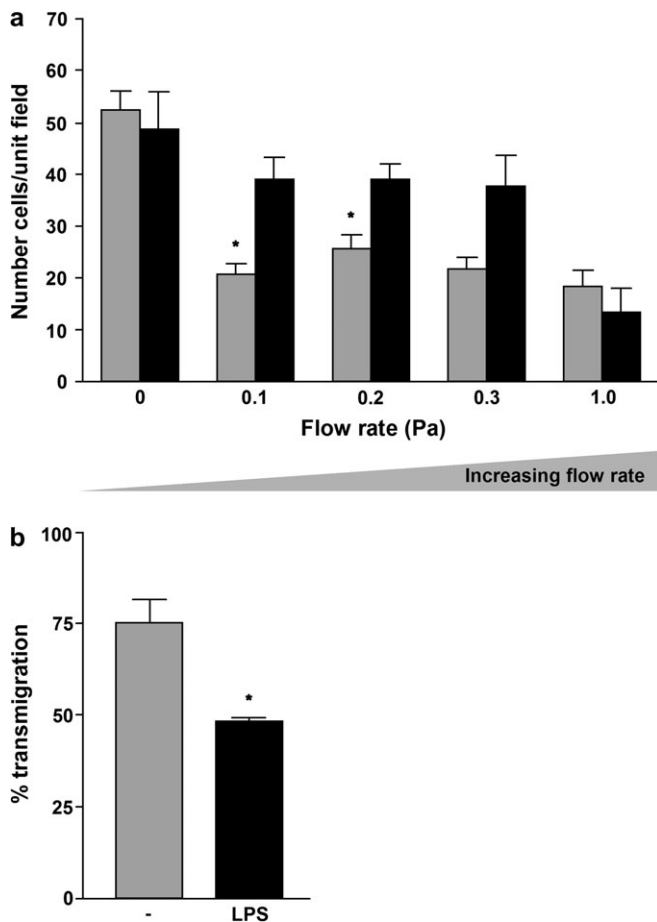 a
Number cells/unit field
70
60
50
40
30
20
10
0
*
*
0 0.1 0.2 0.3 1.0
Flow rate (Pa)
Increasing flow rate
b
% transmigration
100
75
50
25
0
*
- LPS